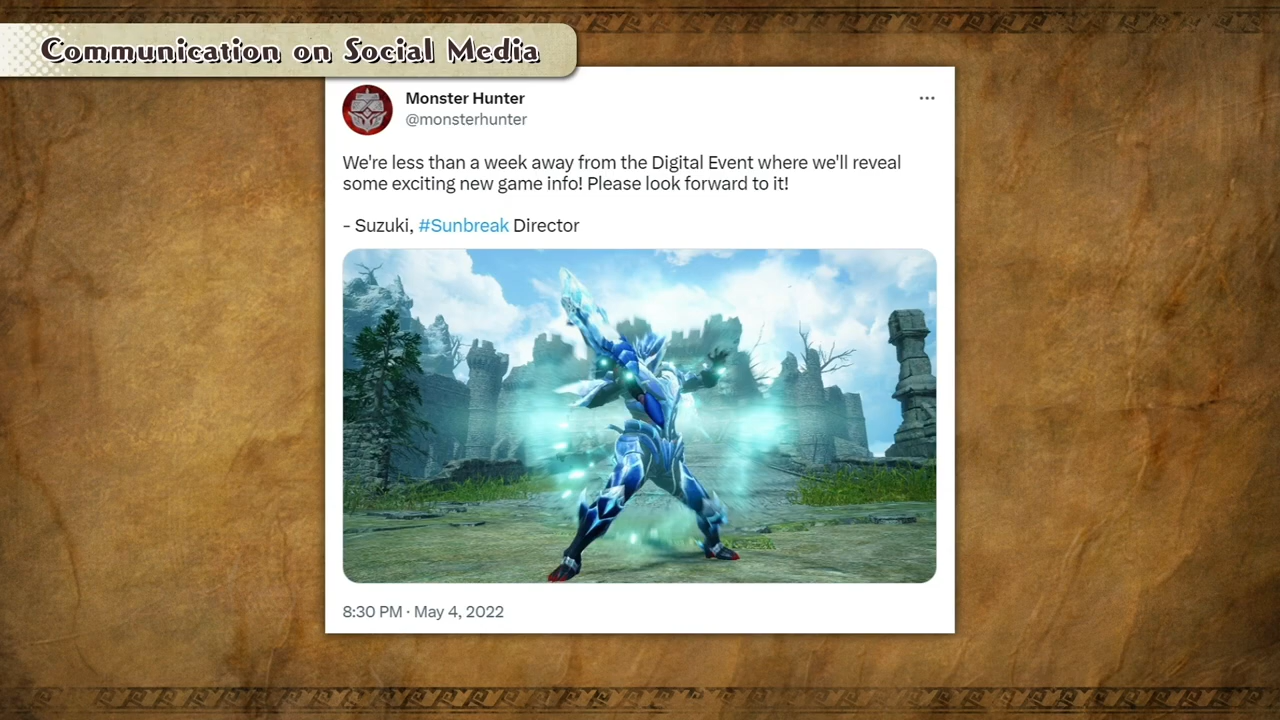 Communication on Social Media
Monster Hunter
@monsterhunter
We're less than a week away from the Digital Event where we'll reveal
some exciting new game info! Please look forward to it!
- Suzuki, #Sunbreak Director
8:30 PM · May 4, 2022